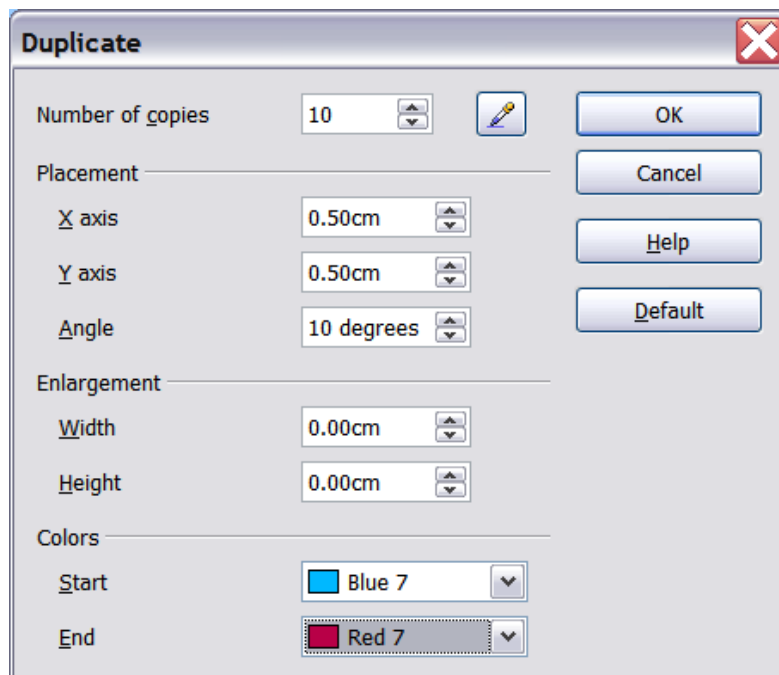 Duplicate
Number of copies 10 OK
Placement Cancel
X axis 0.50cm
Help
Y axis 0.50cm
Default
Angle 10 degrees
Enlargement
Width 0.00cm
Height 0.00cm
Colors
Start Blue 7
End Red 7